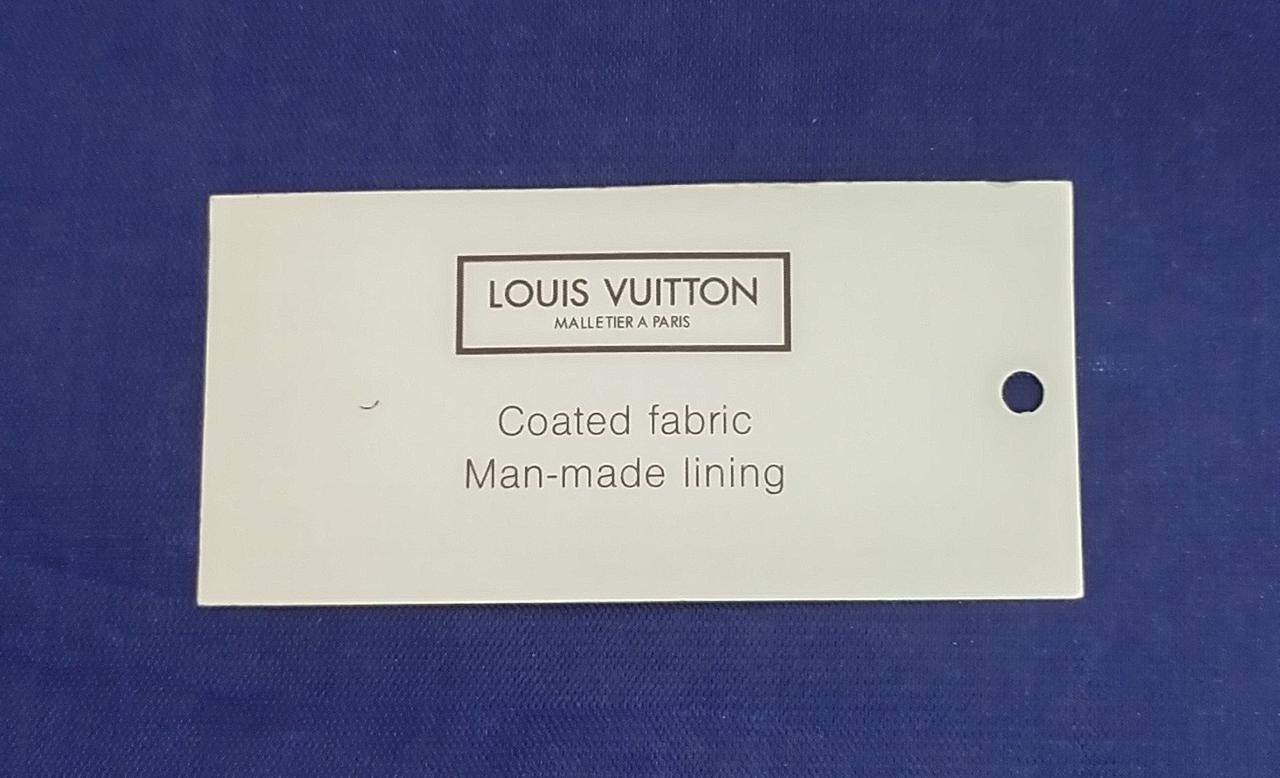 LOUIS VUITTON
MALLETIER A PARIS
Coated fabric
Man-made lining